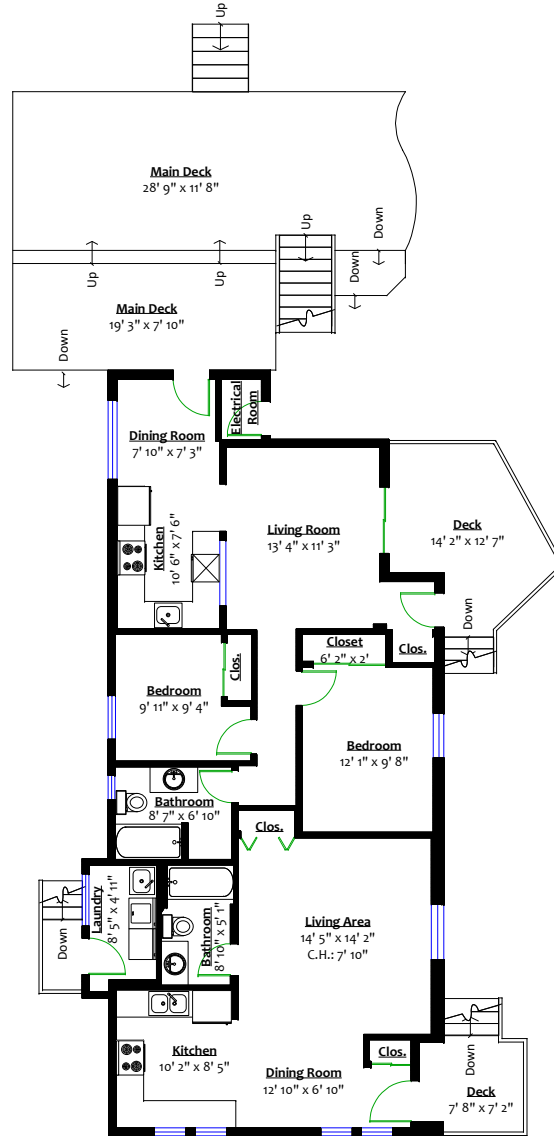 Up
Main Deck
28' 9" x 11' 8"
Up
Down
Up
Up
Down
Main Deck
19' 3" x 7' 10"
Down
Electrical
Room
Dining Room
7' 10" x 7' 3"
Kitchen
10' 6" x 7' 6"
Living Room
13' 4" x 11' 3"
Deck
14' 2" x 12' 7"
Down
Clos.
Closet
6' 2" x 2'
Clos.
Bedroom
9' 11" x 9' 4"
Bedroom
12' 1" x 9' 8"
Bathroom
8' 7" x 6' 10"
Clos.
Laundry
8' 5" x 4' 11"
Down
Bathroom
8' 10" x 5' 1"
Living Area
14' 5" x 14' 2"
C.H.: 7' 10"
Kitchen
10' 2" x 8' 5"
Clos.
Dining Room
12' 10" x 6' 10"
Down
Deck
7' 8" x 7' 2"